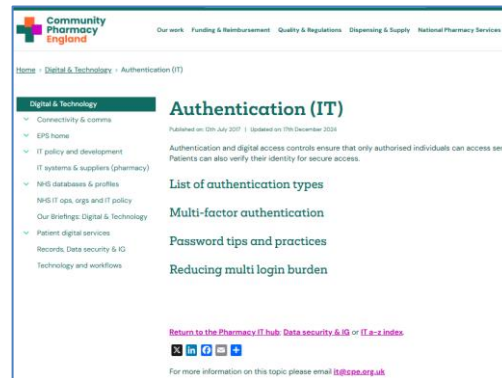 Community
Pharmacy
England
Our work Funding & Reimbursement Quality & Regulations Dispensing & Supply National Pharmacy Services
Home Digital & Technology Authentication (IT)
Digital & Technology
Connectivity & comms
EPS home
IT policy and development
IT systems & suppliers (pharmacy)
NHS databases & profiles
NHS IT ops, orgs and IT policy
Our Briefings: Digital & Technology
Patient digital services
Records, Data security & IG
Technology and workflows
Authentication (IT)
Published on: 12th July 2017 | Updated on: 17th December 2024
Authentication and digital access controls ensure that only authorised individuals can access
Patients can also verify their identity for secure access.
List of authentication types
Multi-factor authentication
Password tips and practices
Reducing multi login burden
Return to the Pharmacy IT hub; Data security & IG or IT a-z index.
For more information on this topic please email it@cpe.org.uk